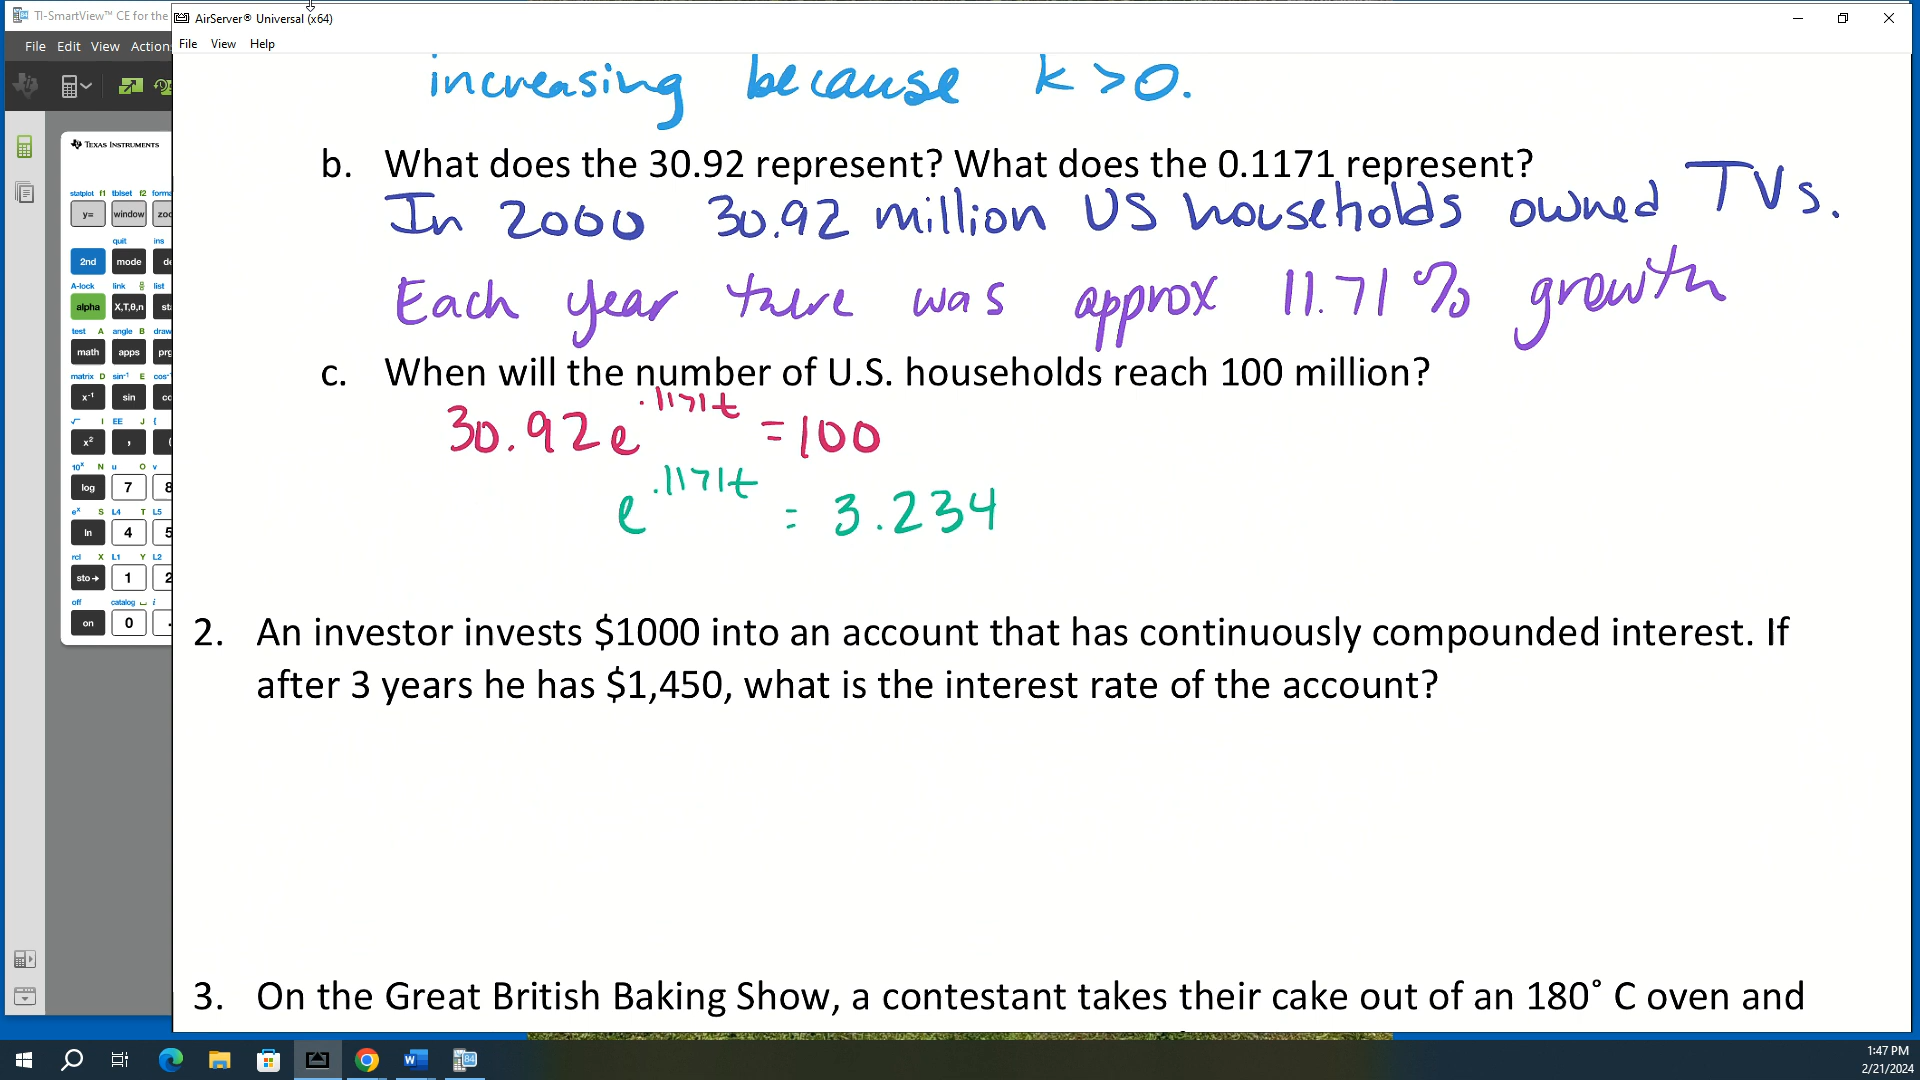 TI-SmartView™ CE for the
AirServer® Universal (x64)
File Edit View Action
File View Help
increasing because k > 0.
b. What does the 30.92 represent? What does the 0.1171 represent?
In 2000 30.92 million US households owned TVs.
Each year there was approx 11.71% growth
c. When will the number of U.S. households reach 100 million?
30.92e^.1171t = 100
e^.1171t = 3.234
2. An investor invests $1000 into an account that has continuously compounded interest. If
after 3 years he has $1,450, what is the interest rate of the account?
3. On the Great British Baking Show, a contestant takes their cake out of an 180° C oven and
TEXAS INSTRUMENTS
statplot f1 tblset f2
y= window
quit ins
2nd mode
A-lock link list
alpha X,T,θ,n
test A angle B draw
math apps
matrix D sin⁻¹ E cos⁻
x⁻¹ sin
√ I EE J {
x² , (
10ˣ N u O v
log 7 8
eˣ S L4 T L5
ln 4 5
rcl X L1 Y L2
sto→ 1 2
off catalog i
on 0 .
1:47 PM
2/21/2024